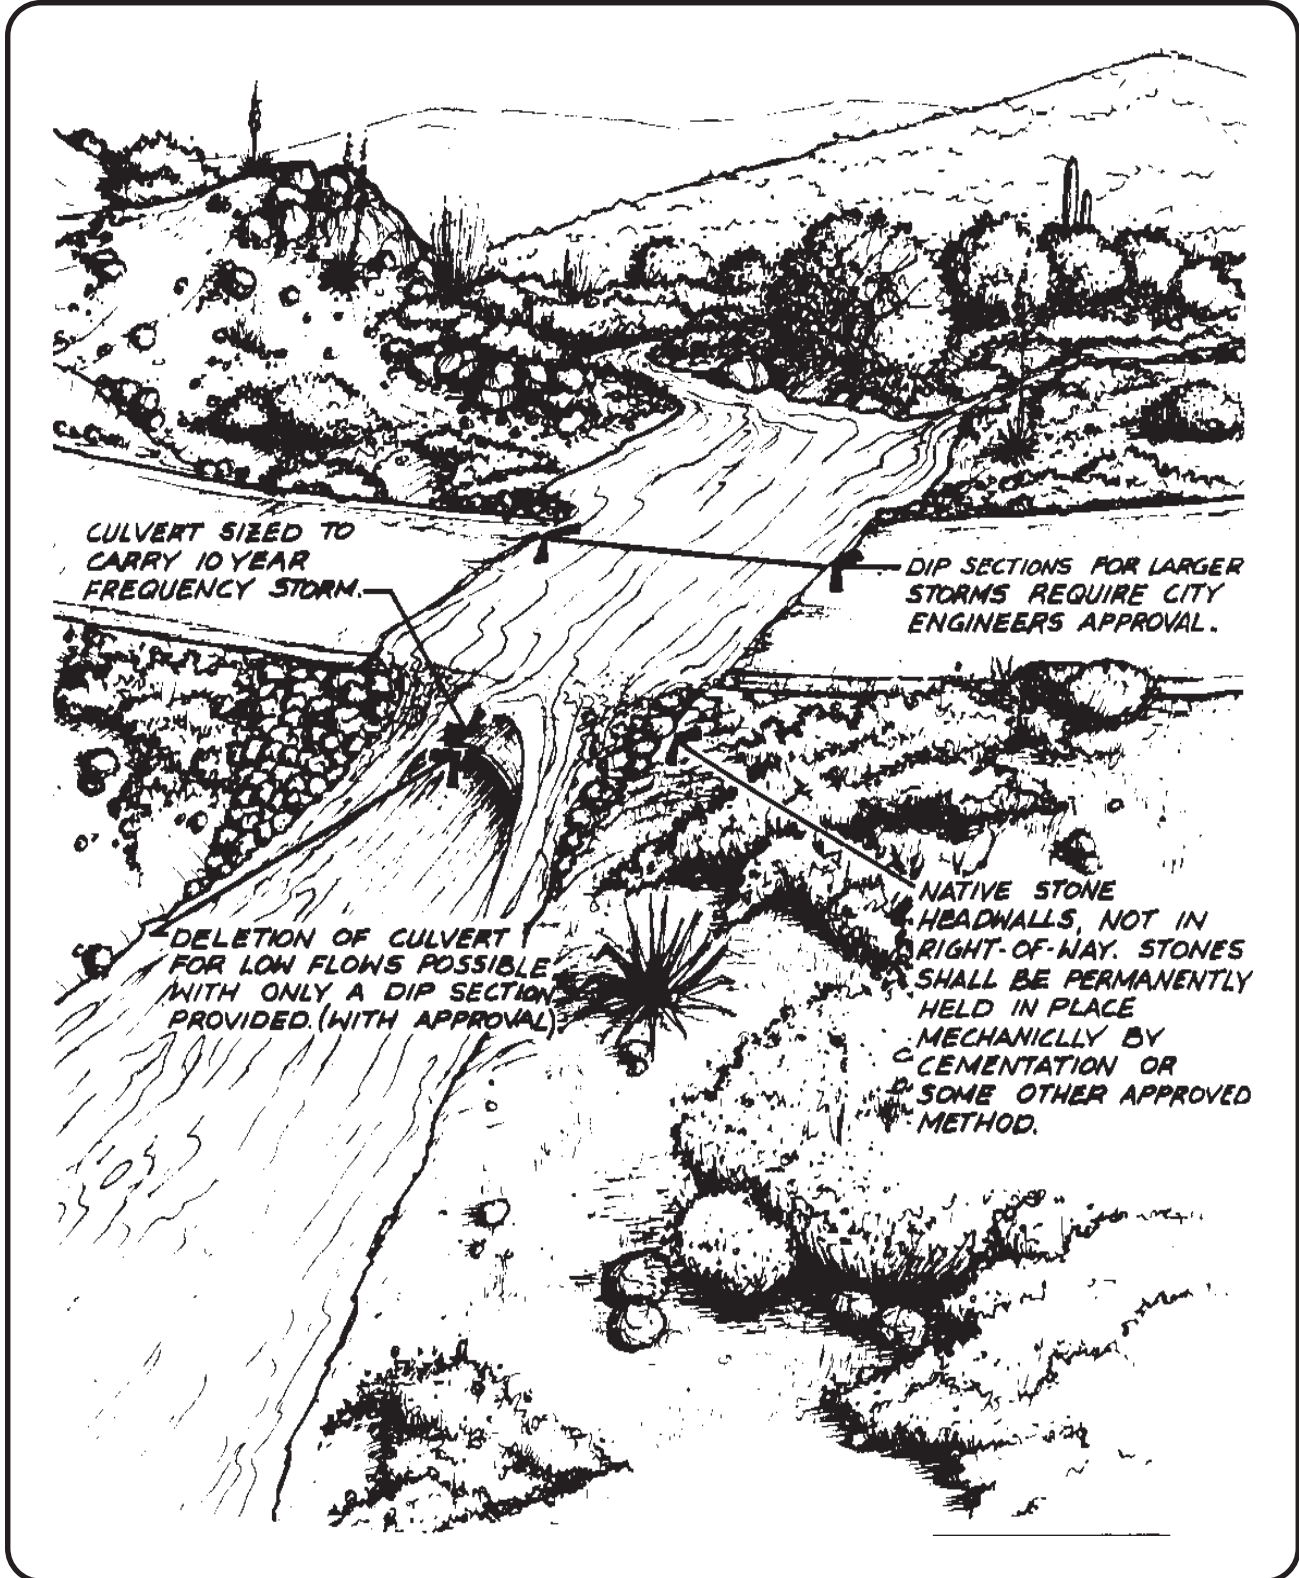 CULVERT SIZED TO
CARRY 10 YEAR
FREQUENCY STORM.
DIP SECTIONS FOR LARGER
STORMS REQUIRE CITY
ENGINEERS APPROVAL.
DELETION OF CULVERT
FOR LOW FLOWS POSSIBLE
WITH ONLY A DIP SECTION
PROVIDED. (WITH APPROVAL)
NATIVE STONE
HEADWALLS, NOT IN
RIGHT-OF-WAY. STONES
SHALL BE PERMANENTLY
HELD IN PLACE
MECHANICLLY BY
CEMENTATION OR
SOME OTHER APPROVED
METHOD.